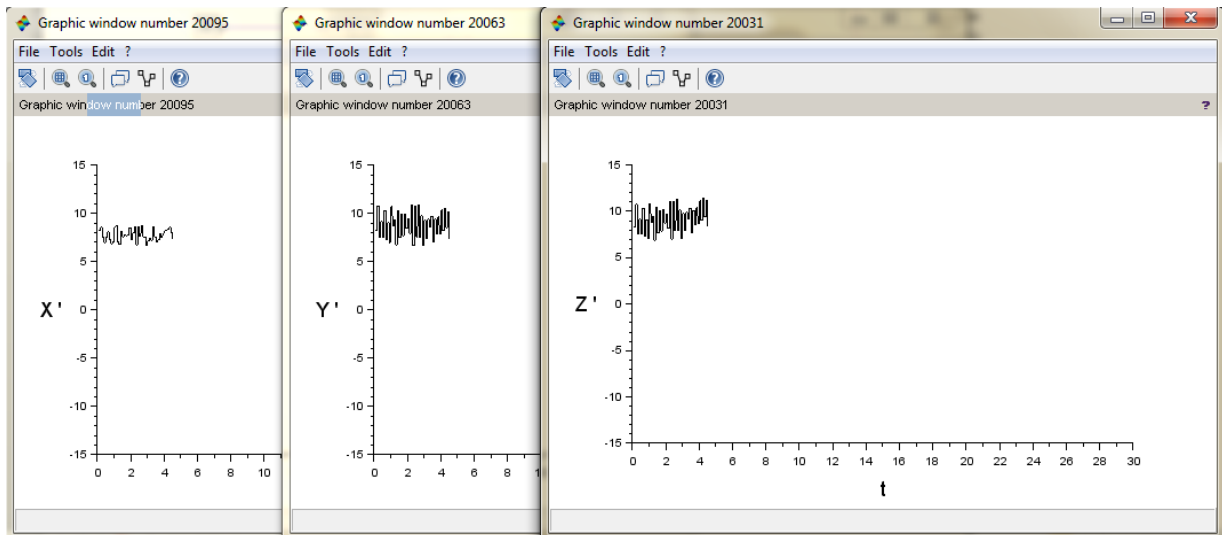 Graphic window number 20095
File Tools Edit ?
Graphic window number 20095
15
10
5
X '
0
-5
-10
-15
0 2 4 6 8 10
Graphic window number 20063
File Tools Edit ?
Graphic window number 20063
15
10
5
Y '
0
-5
-10
-15
0 2 4 6 8 1
Graphic window number 20031
File Tools Edit ?
Graphic window number 20031
?
15
10
5
Z '
0
-5
-10
-15
0 2 4 6 8 10 12 14 16 18 20 22 24 26 28 30
t